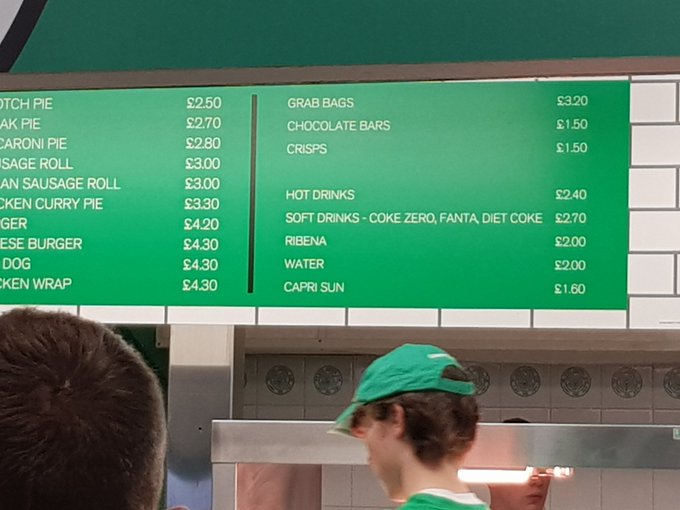 OTCH PIE £2.50
AK PIE £2.70
CARONI PIE £2.80
USAGE ROLL £3.00
AN SAUSAGE ROLL £3.00
CKEN CURRY PIE £3.30
GER £4.20
ESE BURGER £4.30
DOG £4.30
CKEN WRAP £4.30
GRAB BAGS £3.20
CHOCOLATE BARS £1.50
CRISPS £1.50
HOT DRINKS £2.40
SOFT DRINKS - COKE ZERO, FANTA, DIET COKE £2.70
RIBENA £2.00
WATER £2.00
CAPRI SUN £1.60